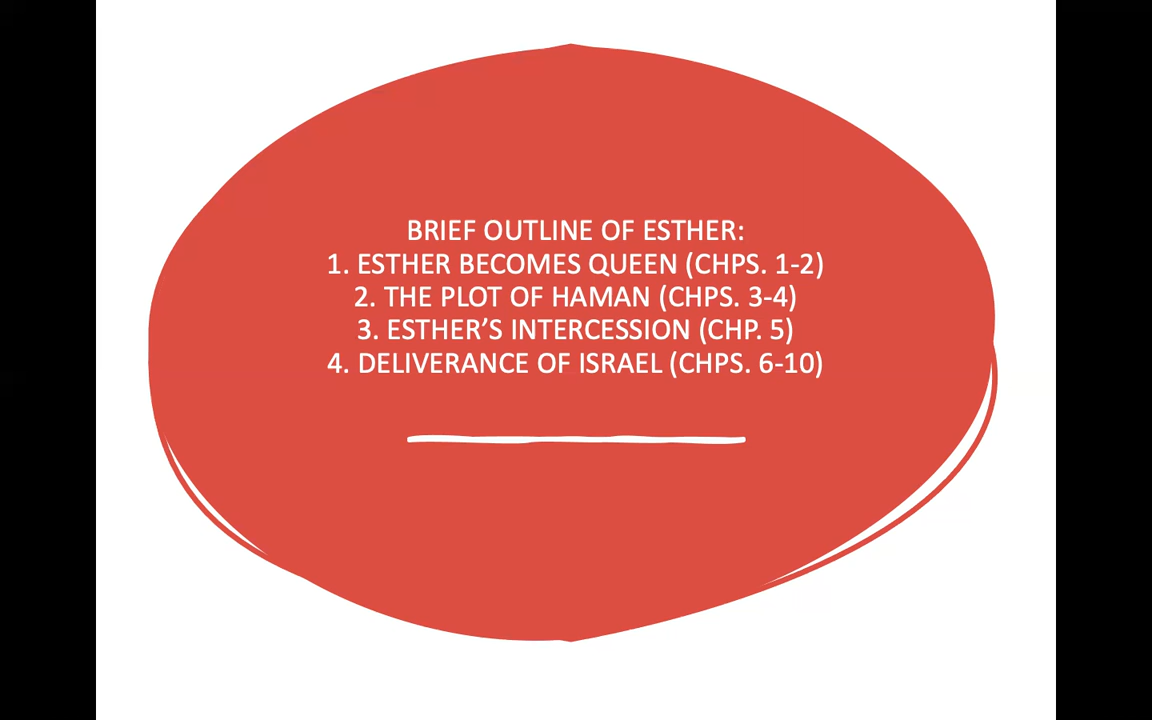 BRIEF OUTLINE OF ESTHER:
1. ESTHER BECOMES QUEEN (CHPS. 1-2)
2. THE PLOT OF HAMAN (CHPS. 3-4)
3. ESTHER’S INTERCESSION (CHP. 5)
4. DELIVERANCE OF ISRAEL (CHPS. 6-10)